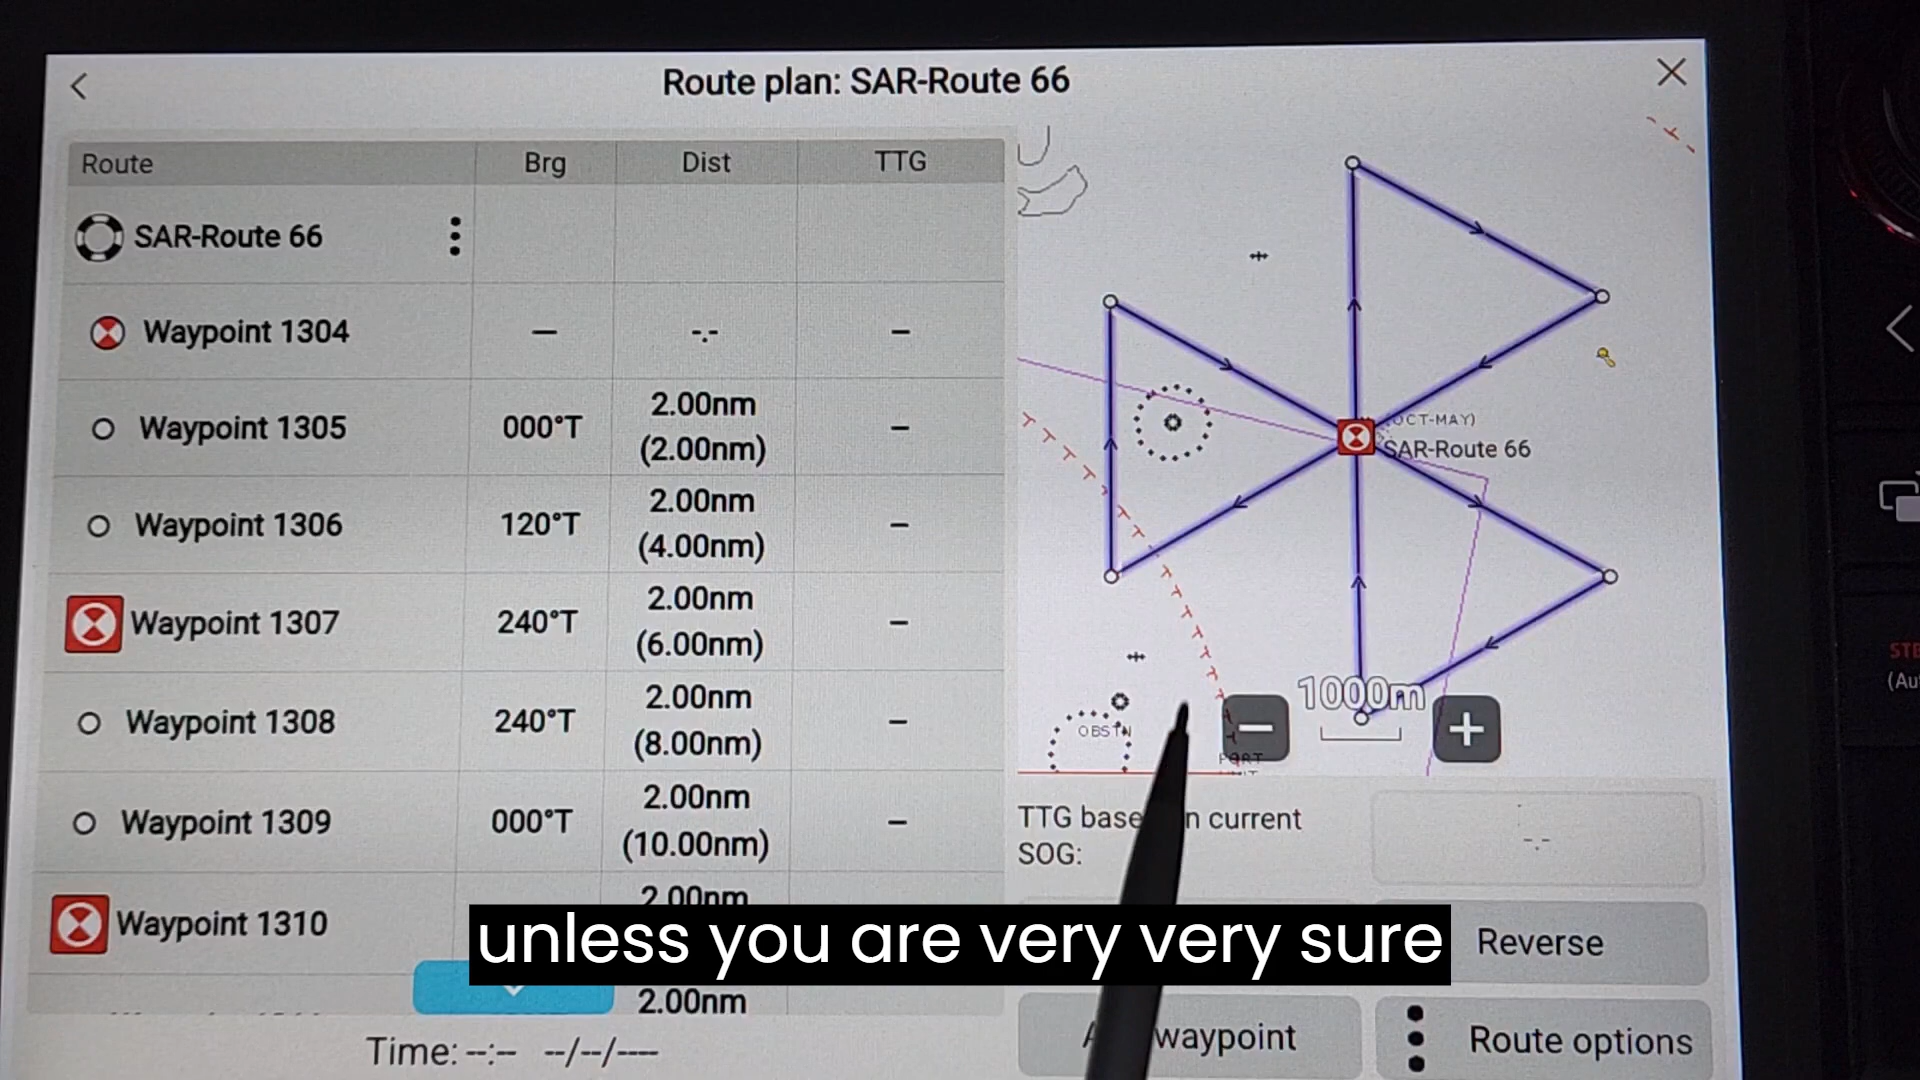 Route plan: SAR-Route 66
Route Brg Dist TTG
SAR-Route 66
Waypoint 1304 — -.- –
Waypoint 1305 000°T 2.00nm (2.00nm) –
Waypoint 1306 120°T 2.00nm (4.00nm) –
Waypoint 1307 240°T 2.00nm (6.00nm) –
Waypoint 1308 240°T 2.00nm (8.00nm) –
Waypoint 1309 000°T 2.00nm (10.00nm) –
Waypoint 1310 2.00nm
2.00nm
Time: --:-- --/--/----
(OCT-MAY)
SAR-Route 66
1000m
OBSTN
PORT
TTG based on current
SOG:
-.-
Reverse
waypoint
Route options
unless you are very very sure
(Au